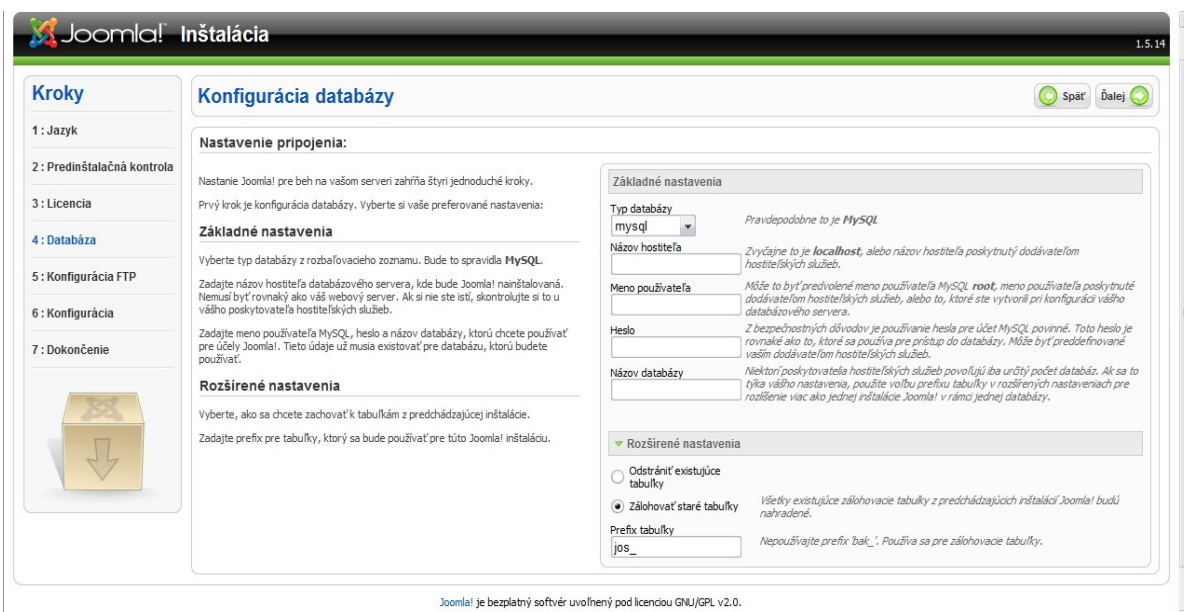 Joomla! Inštalácia
1.5.14
Kroky
1 : Jazyk
2 : Predinštalačná kontrola
3 : Licencia
4 : Databáza
5 : Konfigurácia FTP
6 : Konfigurácia
7 : Dokončenie
Konfigurácia databázy
Späť
Ďalej
Nastavenie pripojenia:
Nastanie Joomla! pre beh na vašom serveri zahŕňa štyri jednoduché kroky.
Prvý krok je konfigurácia databázy. Vyberte si vaše preferované nastavenia:
Základné nastavenia
Vyberte typ databázy z rozbaľovacieho zoznamu. Bude to spravidla MySQL.
Zadajte názov hostiteľa databázového servera, kde bude Joomla! nainštalovaná.
Nemusí byť rovnaký ako váš webový server. Ak si nie ste istí, skontrolujte si to u
vášho poskytovateľa hostiteľských služieb.
Zadajte meno používateľa MySQL, heslo a názov databázy, ktorú chcete používať
pre účely Joomla!. Tieto údaje už musia existovať pre databázu, ktorú budete
používať.
Rozšírené nastavenia
Vyberte, ako sa chcete zachovať k tabuľkám z predchádzajúcej inštalácie.
Zadajte prefix pre tabuľky, ktorý sa bude používať pre túto Joomla! inštaláciu.
Základné nastavenia
Typ databázy
mysql
Pravdepodobne to je MySQL
Názov hostiteľa
Zvyčajne to je localhost, alebo názov hostiteľa poskytnutý dodávateľom
hostiteľských služieb.
Meno používateľa
Môže to byť predvolené meno používateľa MySQL root, meno používateľa poskytnuté
dodávateľom hostiteľských služieb, alebo to, ktoré ste vytvorili pri konfigurácii vášho
databázového servera.
Heslo
Z bezpečnostných dôvodov je používanie hesla pre účet MySQL povinné. Toto heslo je
rovnaké ako to, ktoré sa používa pre prístup do databázy. Môže byť preddefinované
vaším dodávateľom hostiteľských služieb.
Názov databázy
Niektorí poskytovatelia hostiteľských služieb povoľujú iba určitý počet databáz. Ak sa to
týka vášho nastavenia, použite voľbu prefixu tabuľky v rozšírených nastaveniach pre
rozlíšenie viac ako jednej inštalácie Joomla! v rámci jednej databázy.
Rozšírené nastavenia
Odstrániť existujúce
tabuľky
Zálohovať staré tabuľky
Všetky existujúce zálohovacie tabulky z predchádzajúcich inštalácií Joomla! budú
nahradené.
Prefix tabuľky
jos_
Nepoužívajte prefix 'bak_'. Používa sa pre zálohovacie tabuľky.
Joomla! je bezplatný softvér uvoľnený pod licenciou GNU/GPL v2.0.